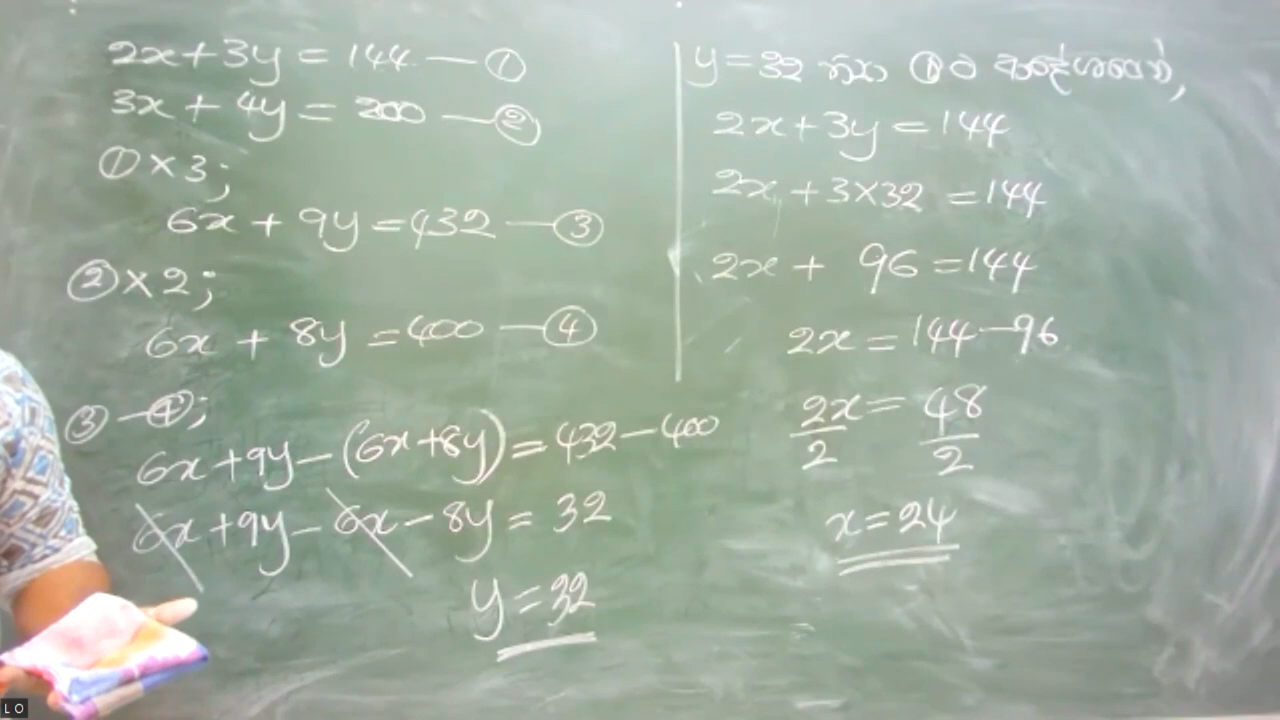 2x+3y = 144 — ①
3x + 4y = 200 — ②
① × 3;
6x + 9y = 432 — ③
② × 2;
6x + 8y = 400 — ④
③ — ④;
6x + 9y – (6x+8y) = 432 – 400
6x + 9y – 6x – 8y = 32
y = 32
y = 32 ①ට
2x+3y = 144
2x + 3×32 = 144
2x + 96 = 144
2x = 144 – 96
2x/2 = 48/2
x = 24
LO